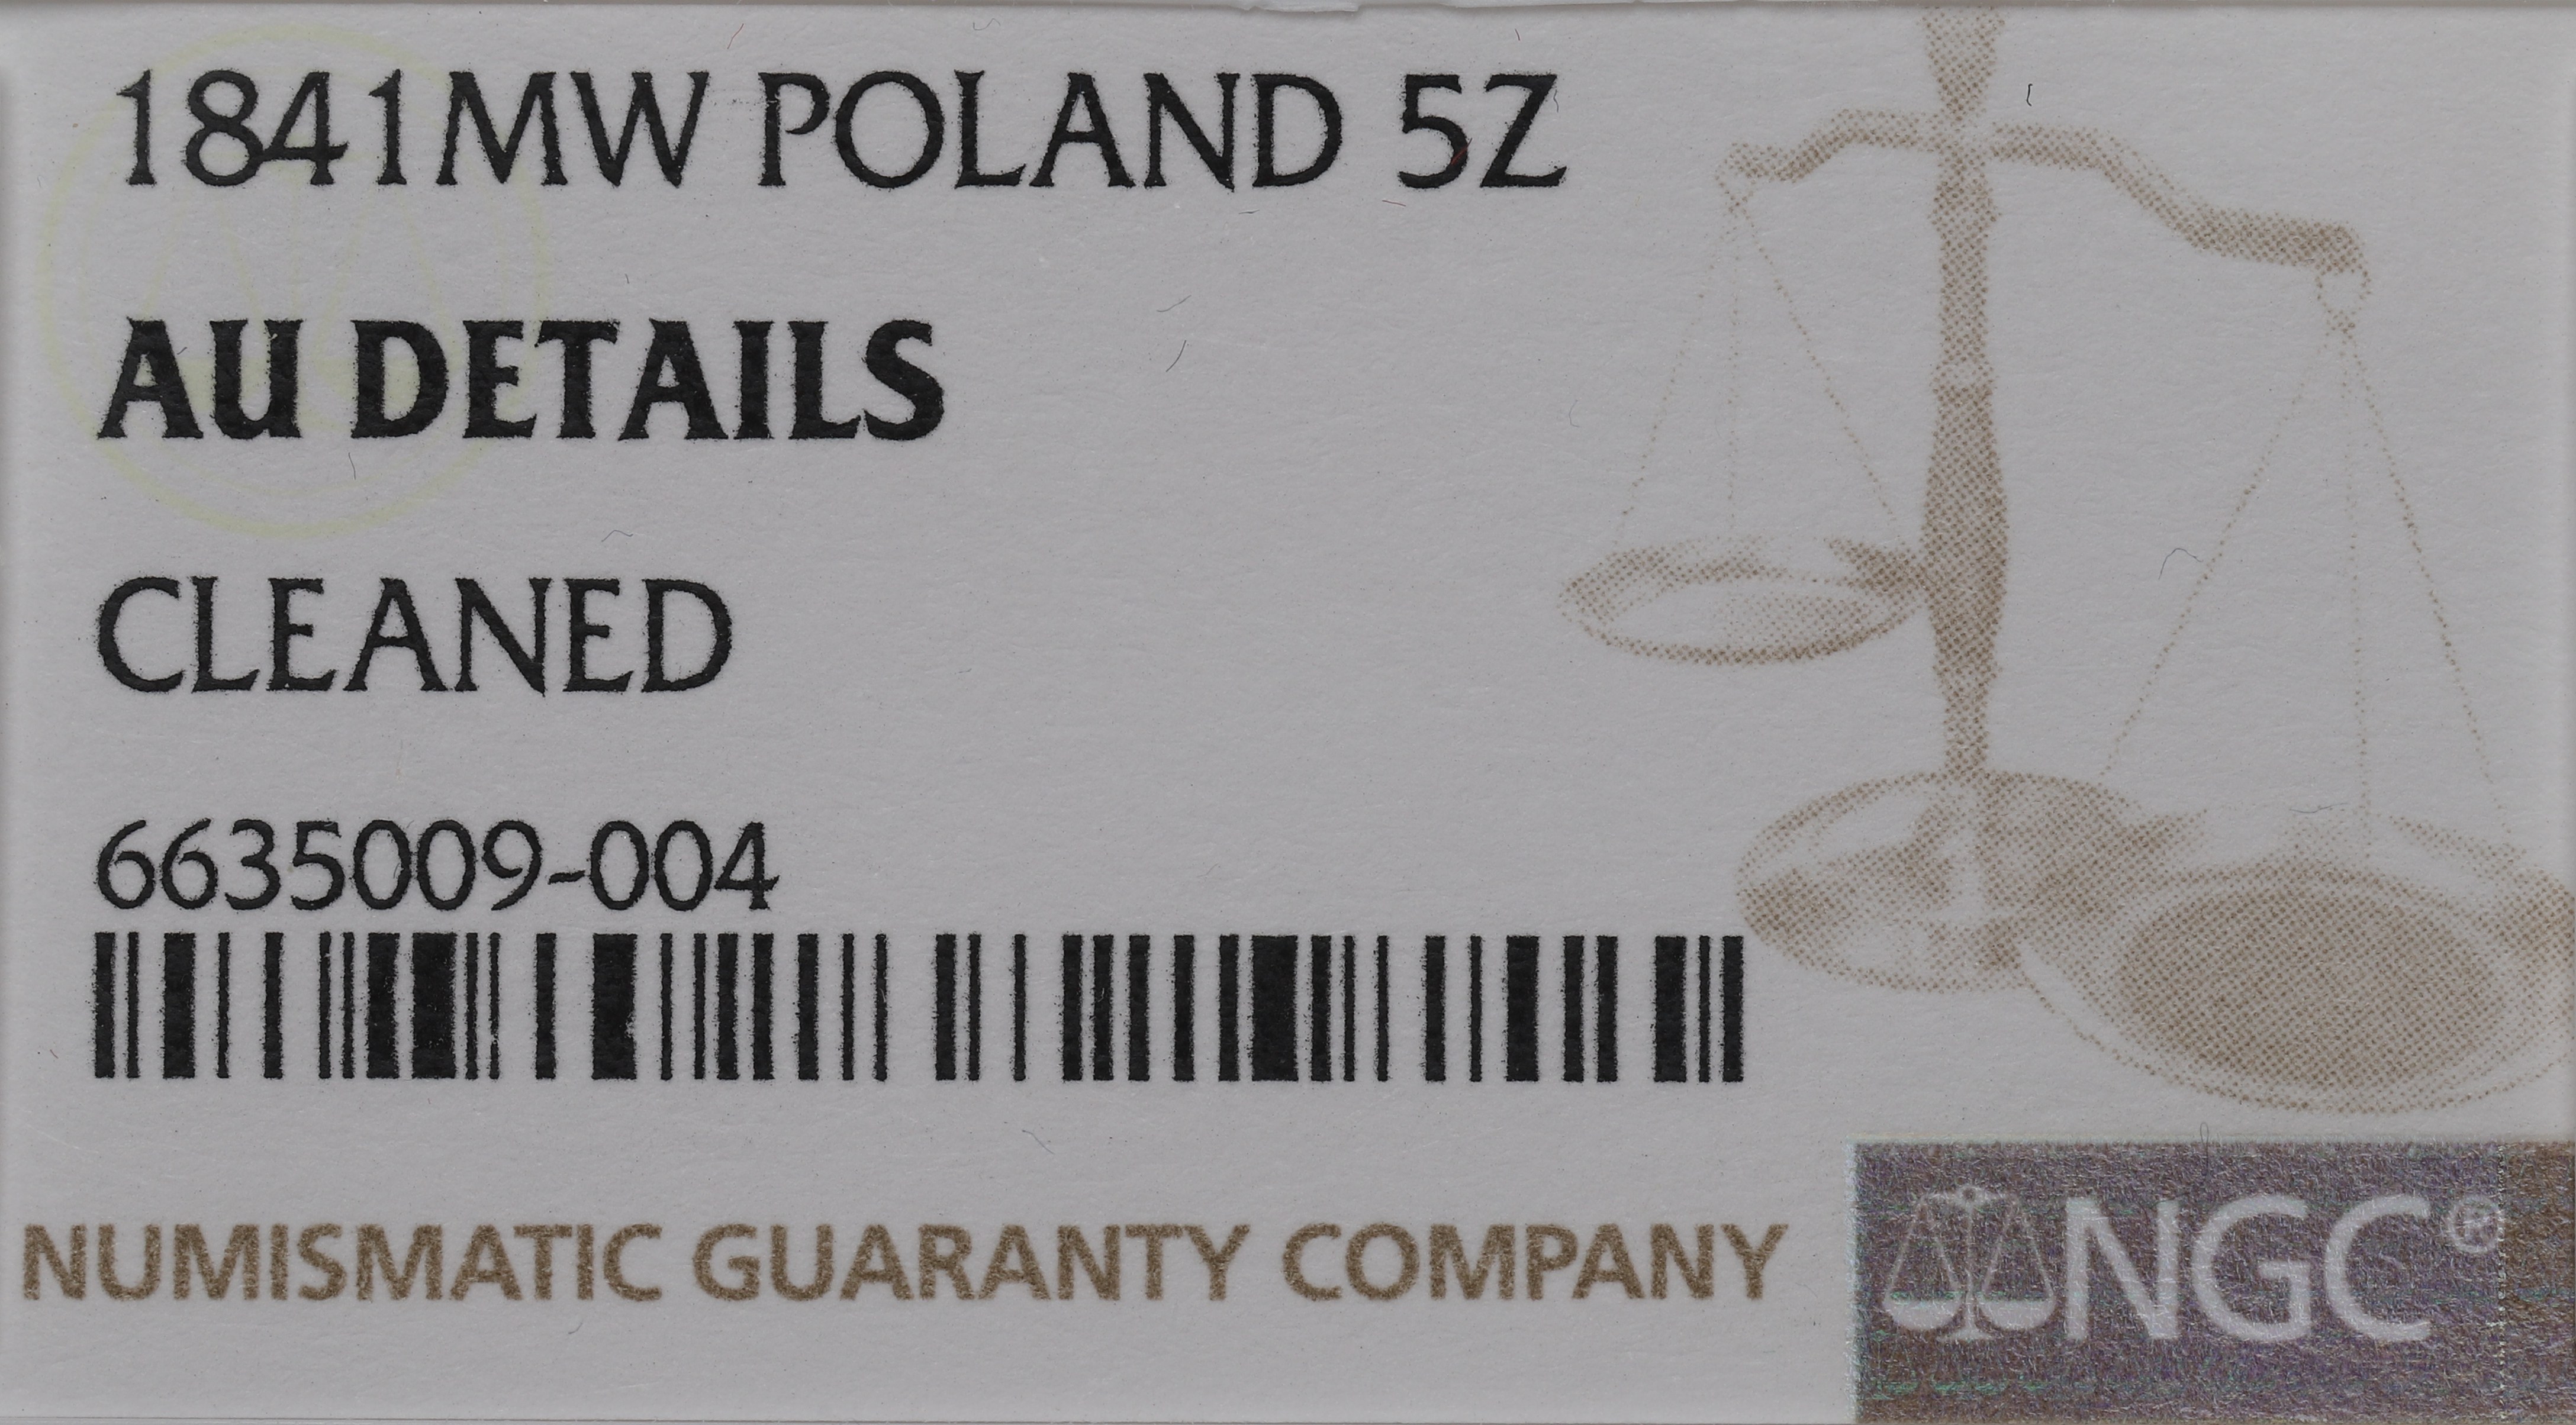 1841MW POLAND 5Z
AU DETAILS
CLEANED
6635009-004
NUMISMATIC GUARANTY COMPANY
NGC®